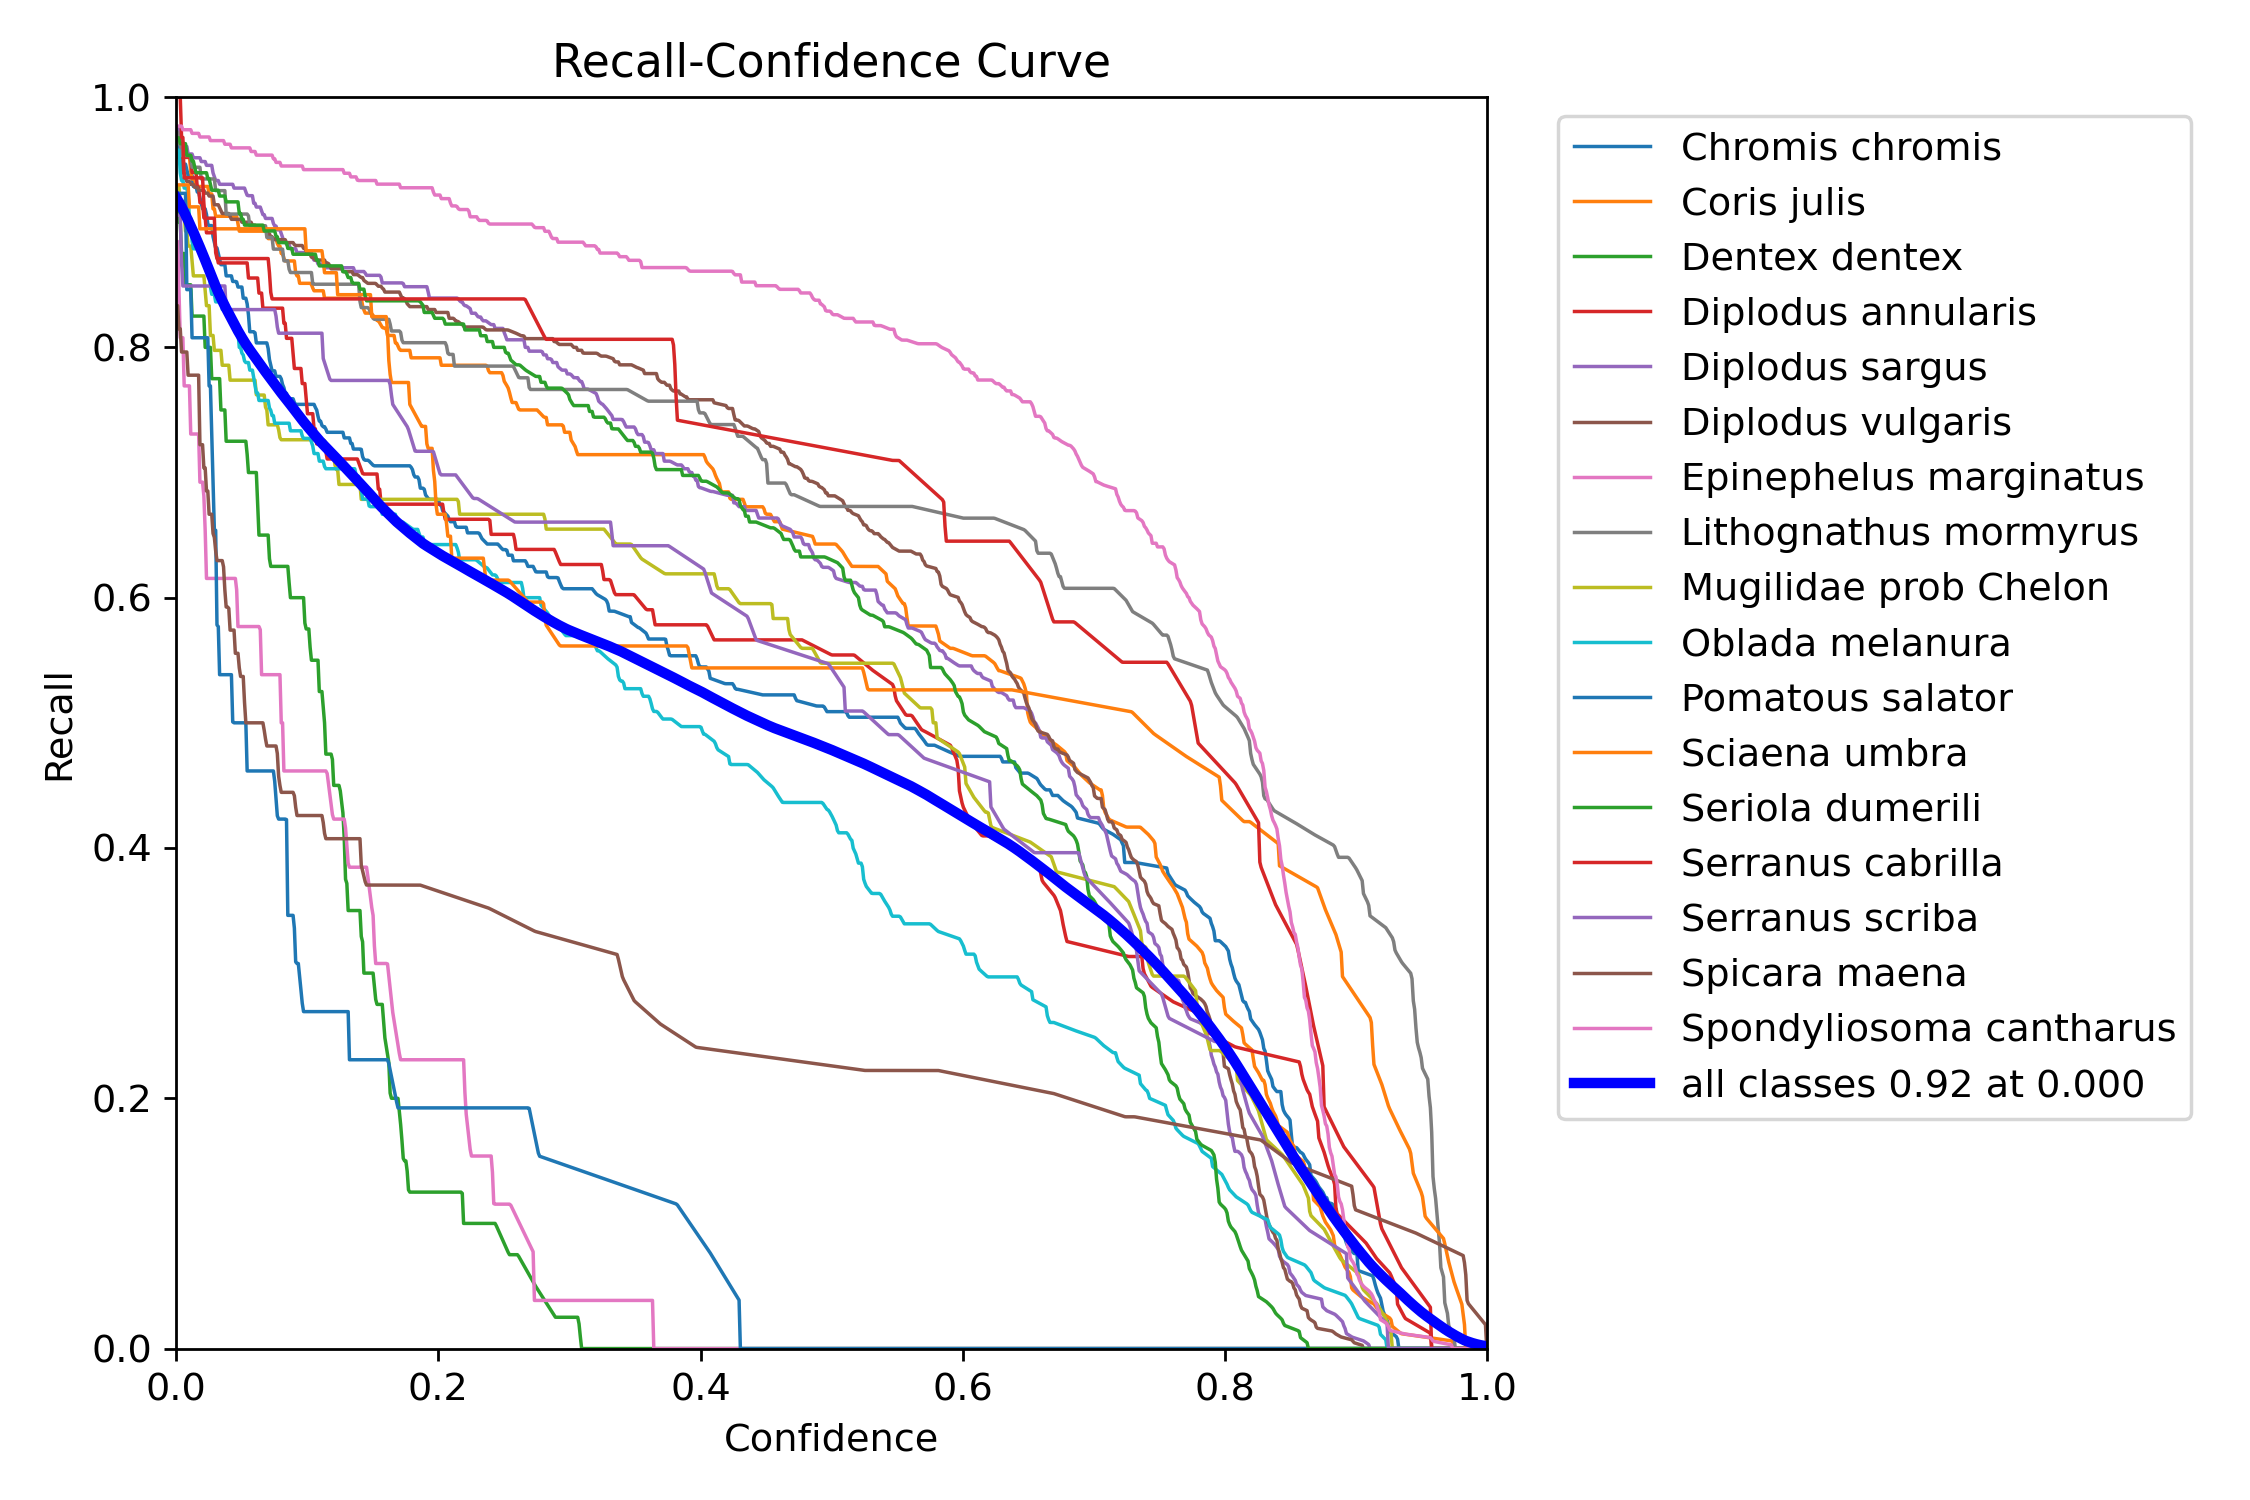 Recall-Confidence Curve
1.0
0.8
0.6
0.4
0.2
0.0
Recall
0.0 0.2 0.4 0.6 0.8 1.0
Confidence
Chromis chromis
Coris julis
Dentex dentex
Diplodus annularis
Diplodus sargus
Diplodus vulgaris
Epinephelus marginatus
Lithognathus mormyrus
Mugilidae prob Chelon
Oblada melanura
Pomatous salator
Sciaena umbra
Seriola dumerili
Serranus cabrilla
Serranus scriba
Spicara maena
Spondyliosoma cantharus
all classes 0.92 at 0.000